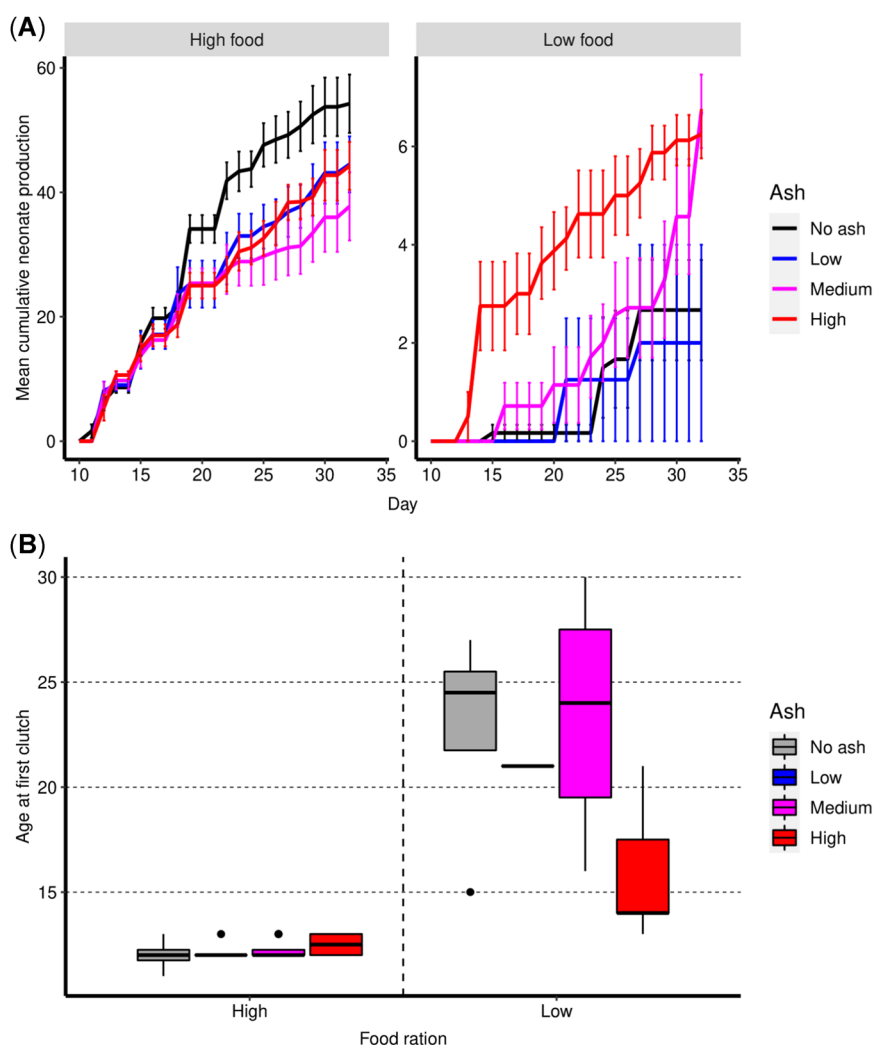 (A)
High food
Low food
Mean cumulative neonate production
60
40
20
0
6
4
2
0
10 15 20 25 30 35
10 15 20 25 30 35
Day
Ash
No ash
Low
Medium
High
(B)
Age at first clutch
30
25
20
15
High
Low
Food ration
Ash
No ash
Low
Medium
High